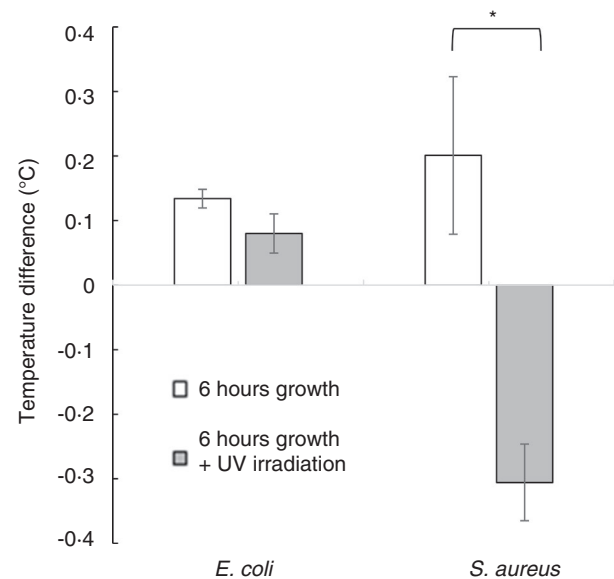 *
0·4
0·3
0·2
0·1
0
-0·1
-0·2
-0·3
-0·4
Temperature difference (°C)
6 hours growth
6 hours growth
+ UV irradiation
E. coli
S. aureus